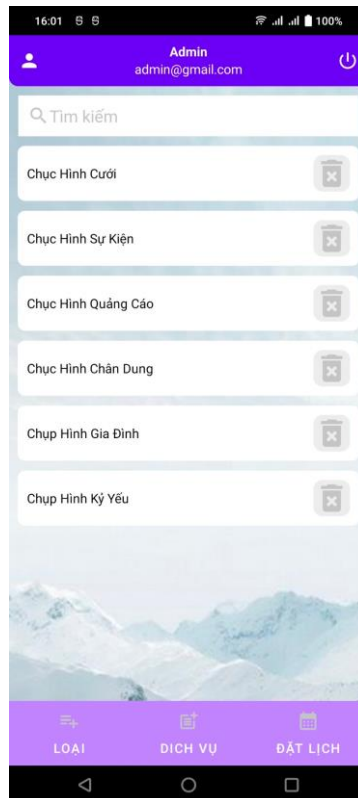 16:01 100%
Admin
admin@gmail.com
Tìm kiếm
Chục Hình Cưới
Chục Hình Sự Kiện
Chục Hình Quảng Cáo
Chục Hình Chân Dung
Chụp Hình Gia Đình
Chụp Hình Kỷ Yếu
LOẠI DICH VỤ ĐẶT LỊCH